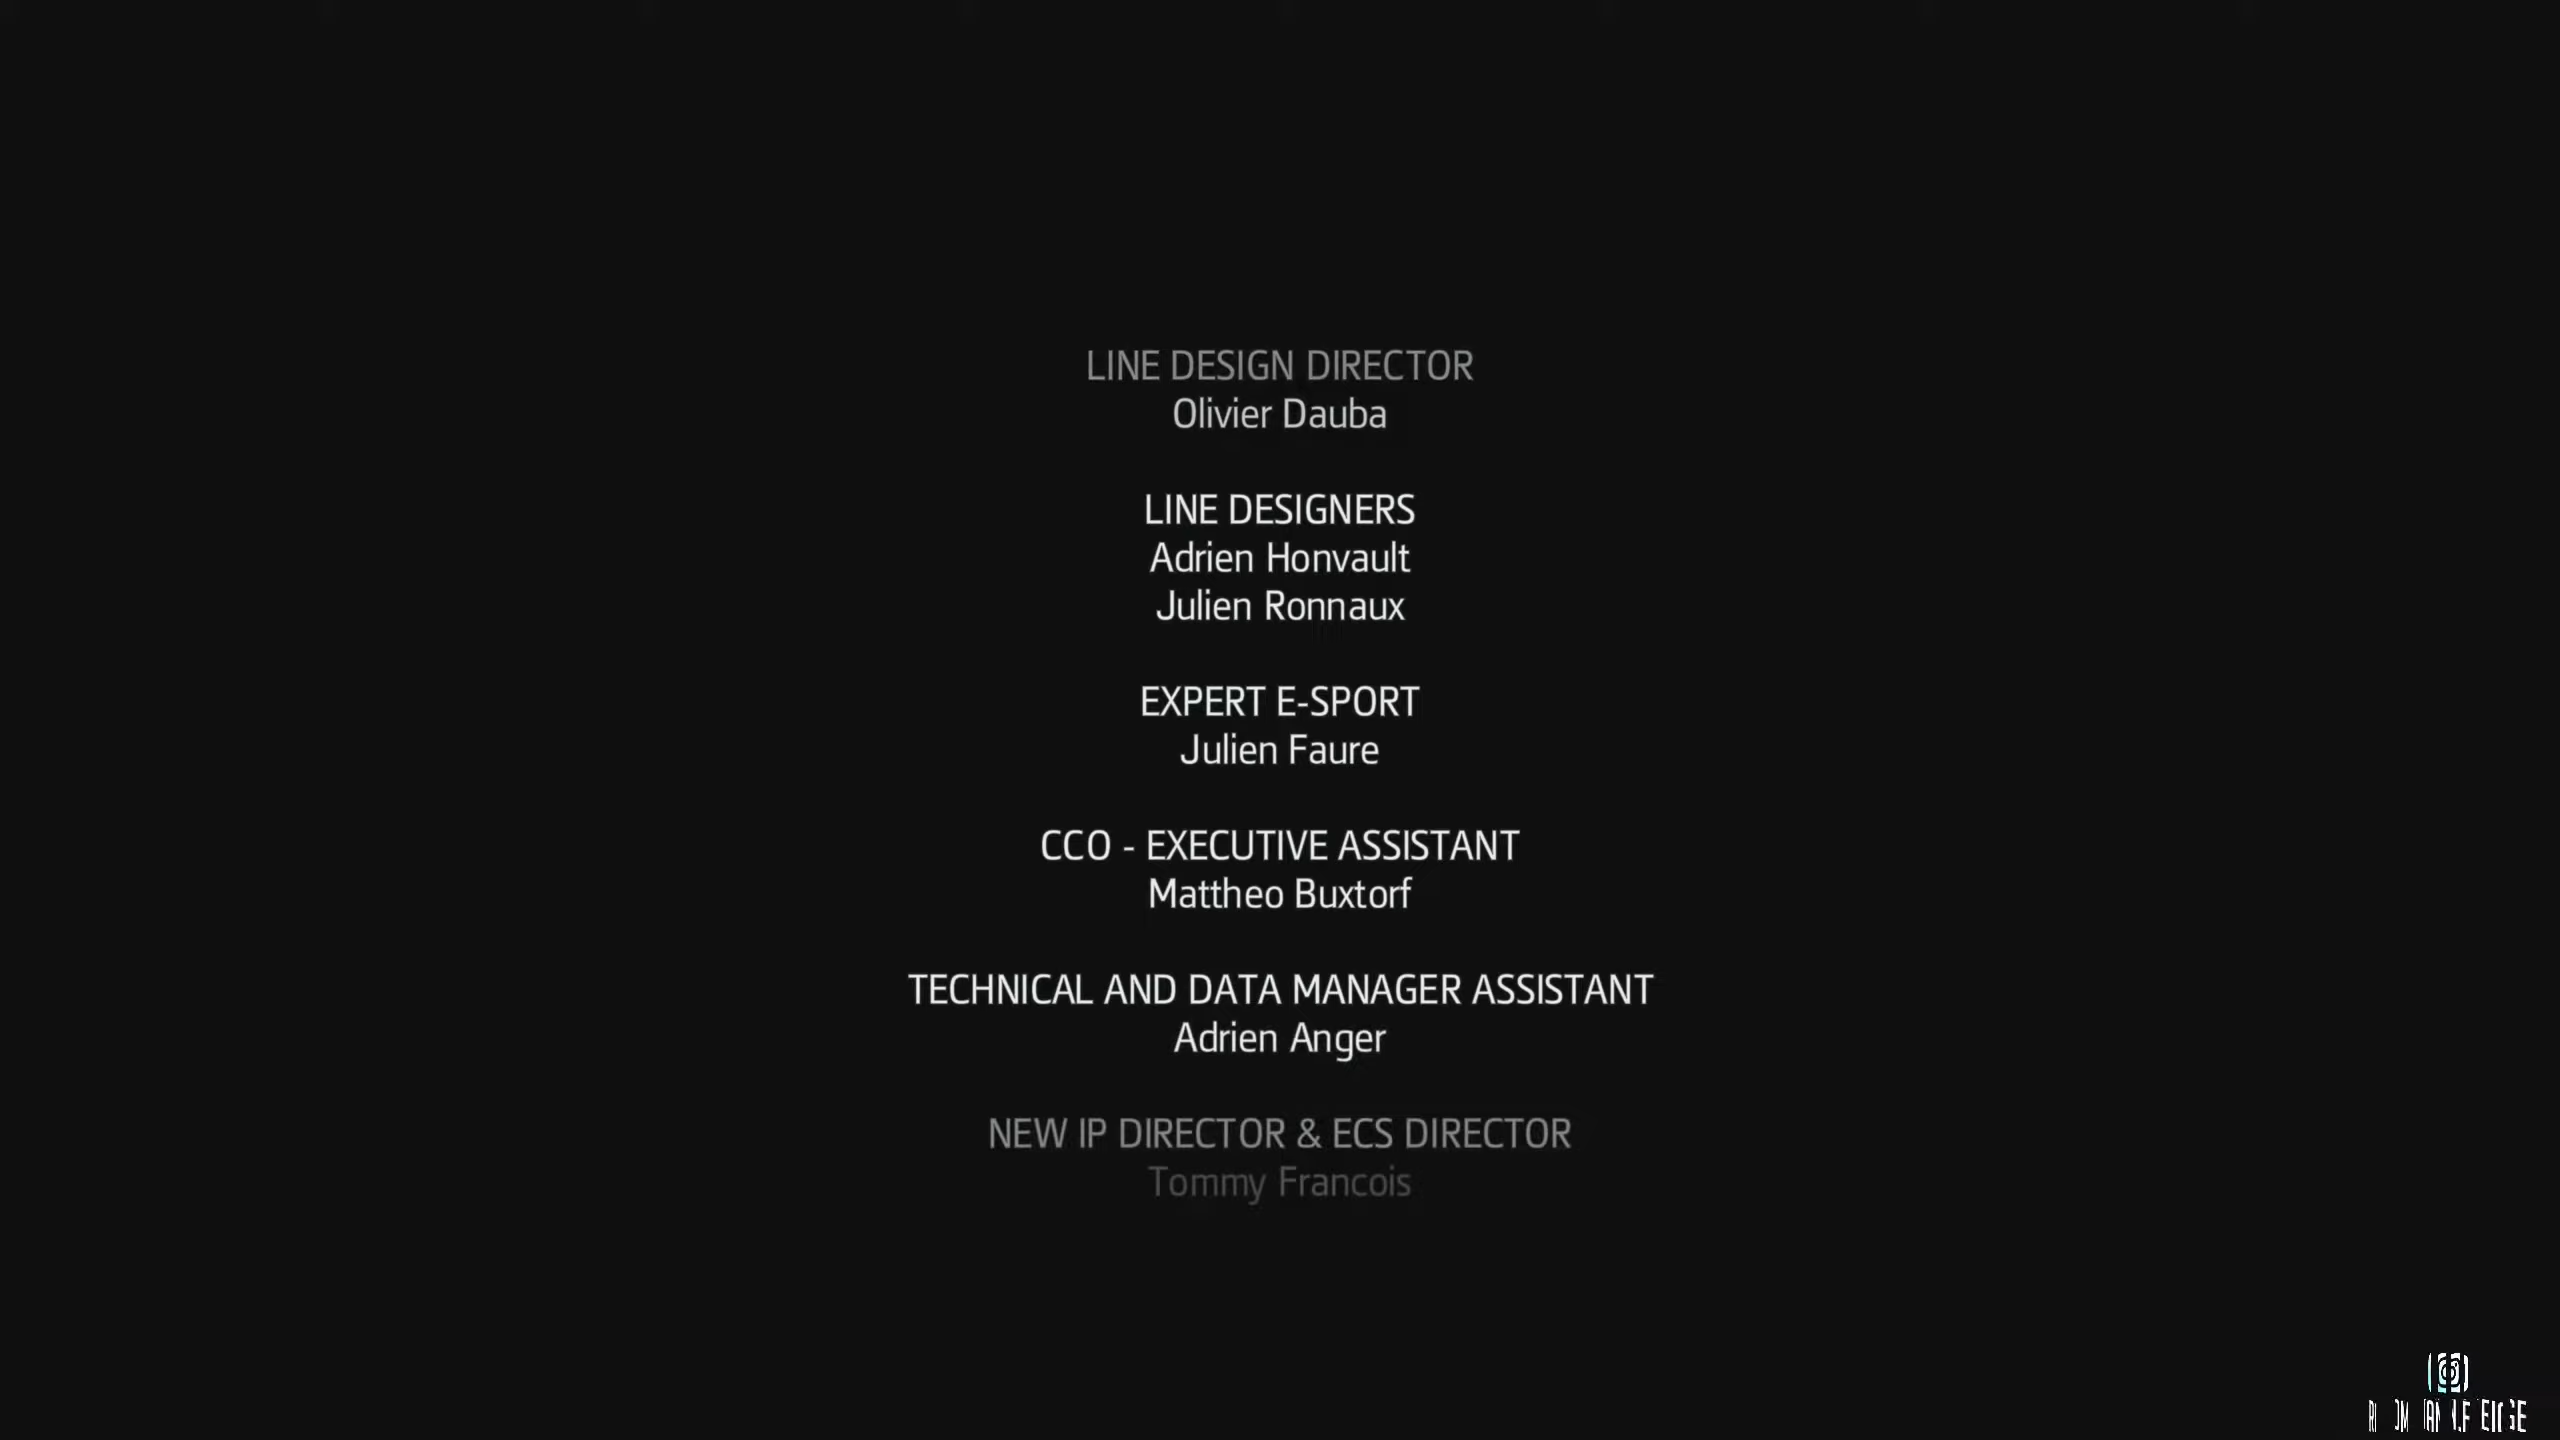 LINE DESIGN DIRECTOR
Olivier Dauba
LINE DESIGNERS
Adrien Honvault
Julien Ronnaux
EXPERT E-SPORT
Julien Faure
CCO - EXECUTIVE ASSISTANT
Mattheo Buxtorf
TECHNICAL AND DATA MANAGER ASSISTANT
Adrien Anger
NEW IP DIRECTOR & ECS DIRECTOR
Tommy Francois